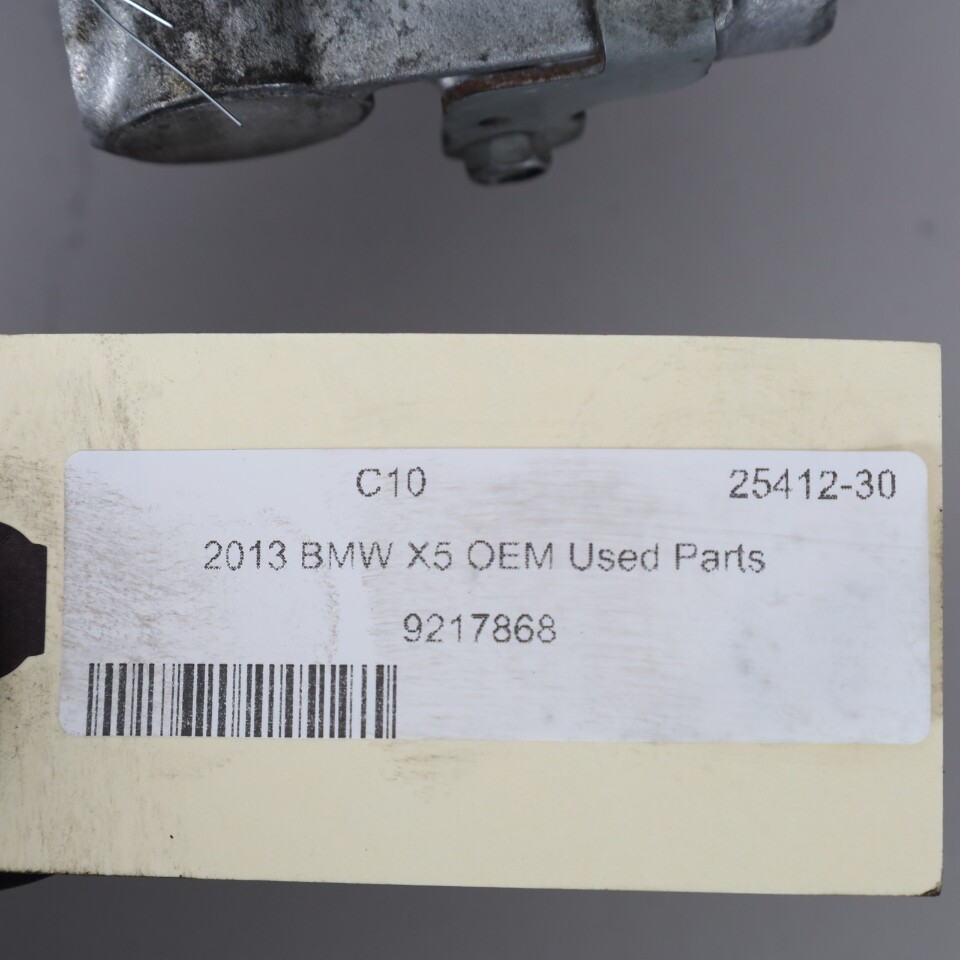 C10 25412-30
2013 BMW X5 OEM Used Parts
9217868